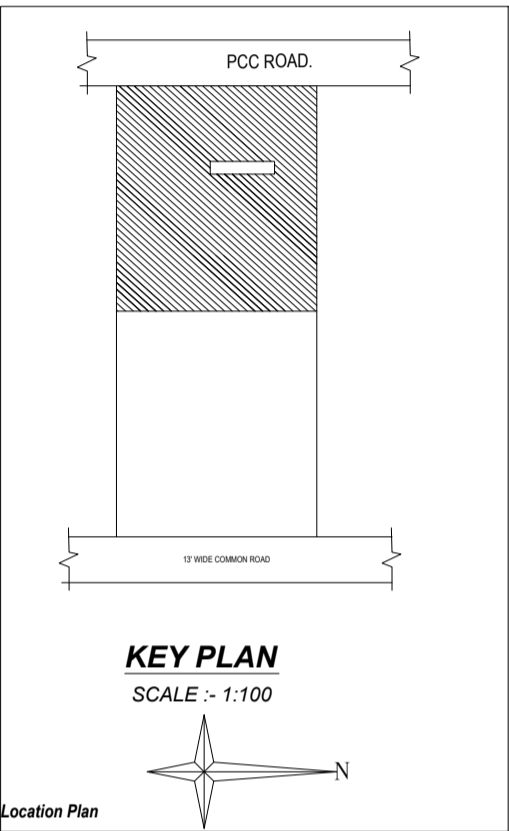 PCC ROAD.
13' WIDE COMMON ROAD
KEY PLAN
SCALE :- 1:100
N
Location Plan